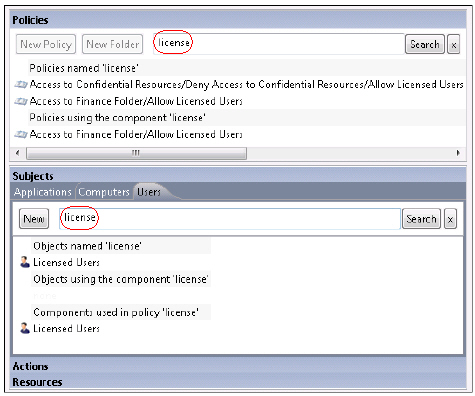 Policies
New Policy New Folder license Search x
Policies named 'license'
Access to Confidential Resources/Deny Access to Confidential Resources/Allow Licensed Users
Access to Finance Folder/Allow Licensed Users
Policies using the component 'license'
Access to Finance Folder/Allow Licensed Users
Subjects
Applications Computers Users
New license Search x
Objects named 'license'
Licensed Users
Objects using the component 'license'
Components used in policy 'license'
Licensed Users
Actions
Resources